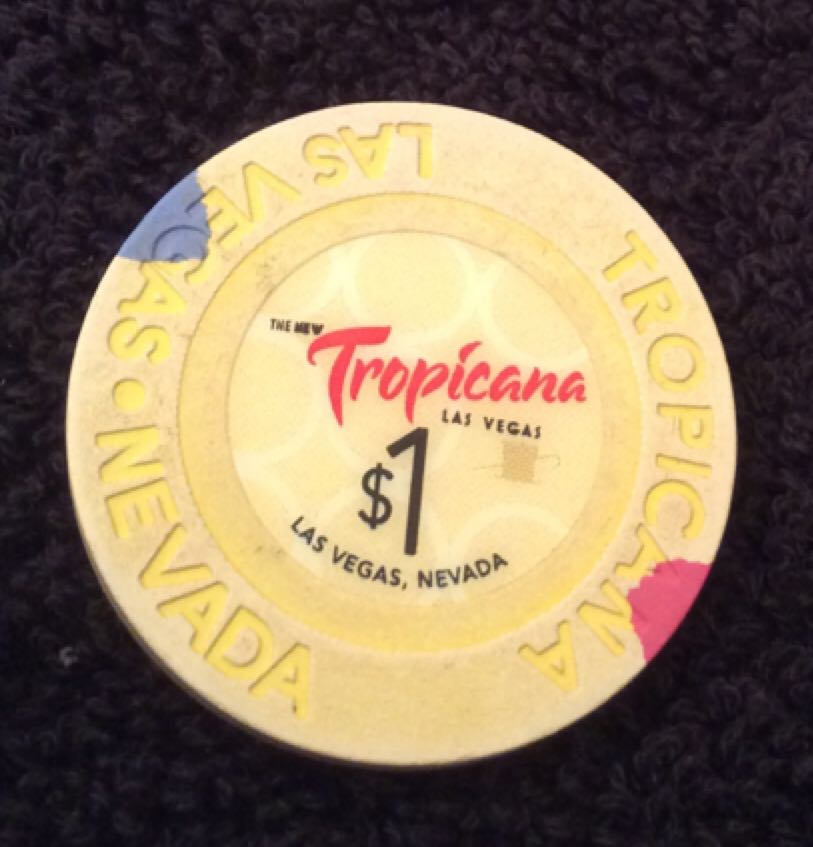 THE NEW
Tropicana
LAS VEGAS
$1
LAS VEGAS, NEVADA
TROPICANA
LAS VEGAS • NEVADA